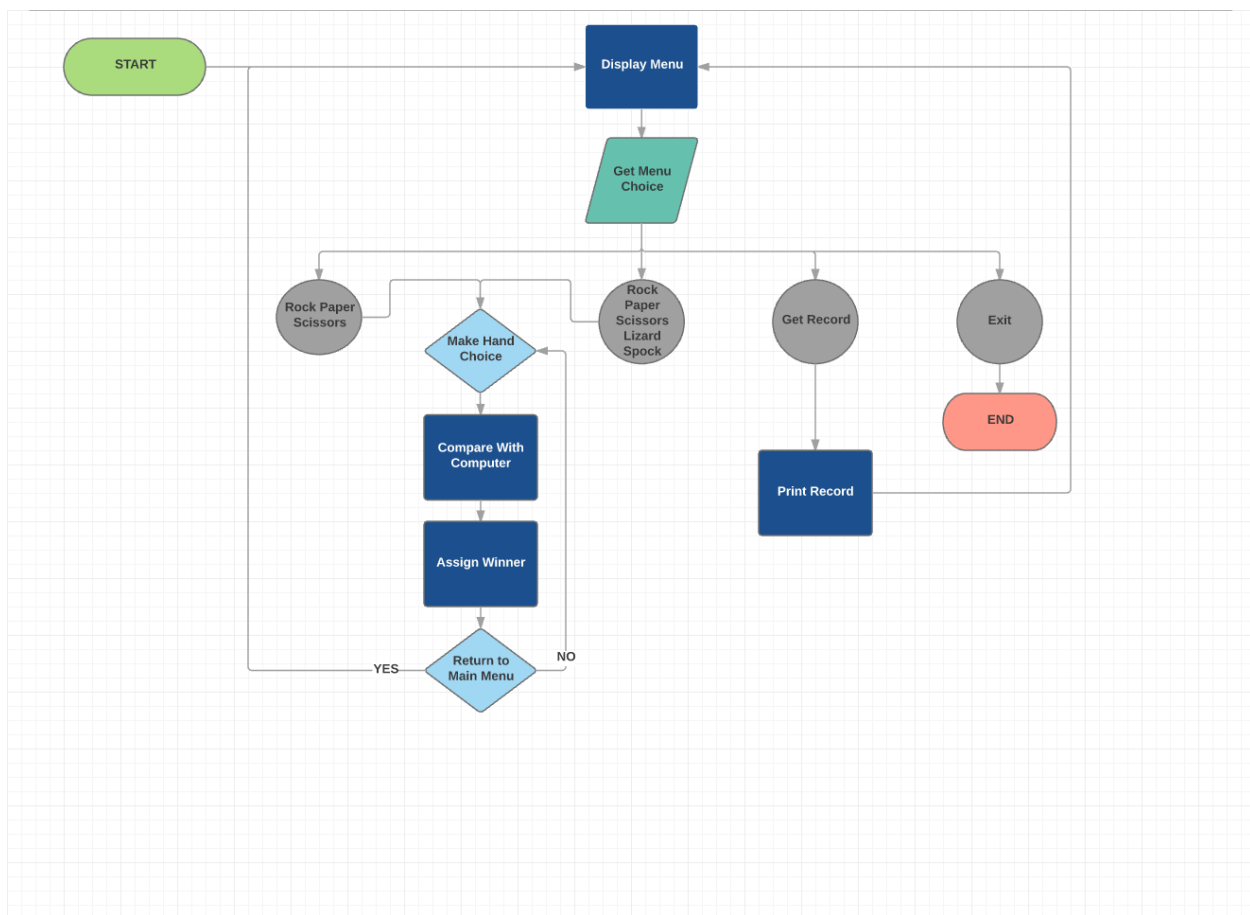 START
Display Menu
Get Menu
Choice
Rock Paper
Scissors
Rock
Paper
Scissors
Lizard
Spock
Get Record
Exit
Make Hand
Choice
END
Compare With
Computer
Print Record
Assign Winner
Return to
Main Menu
YES
NO